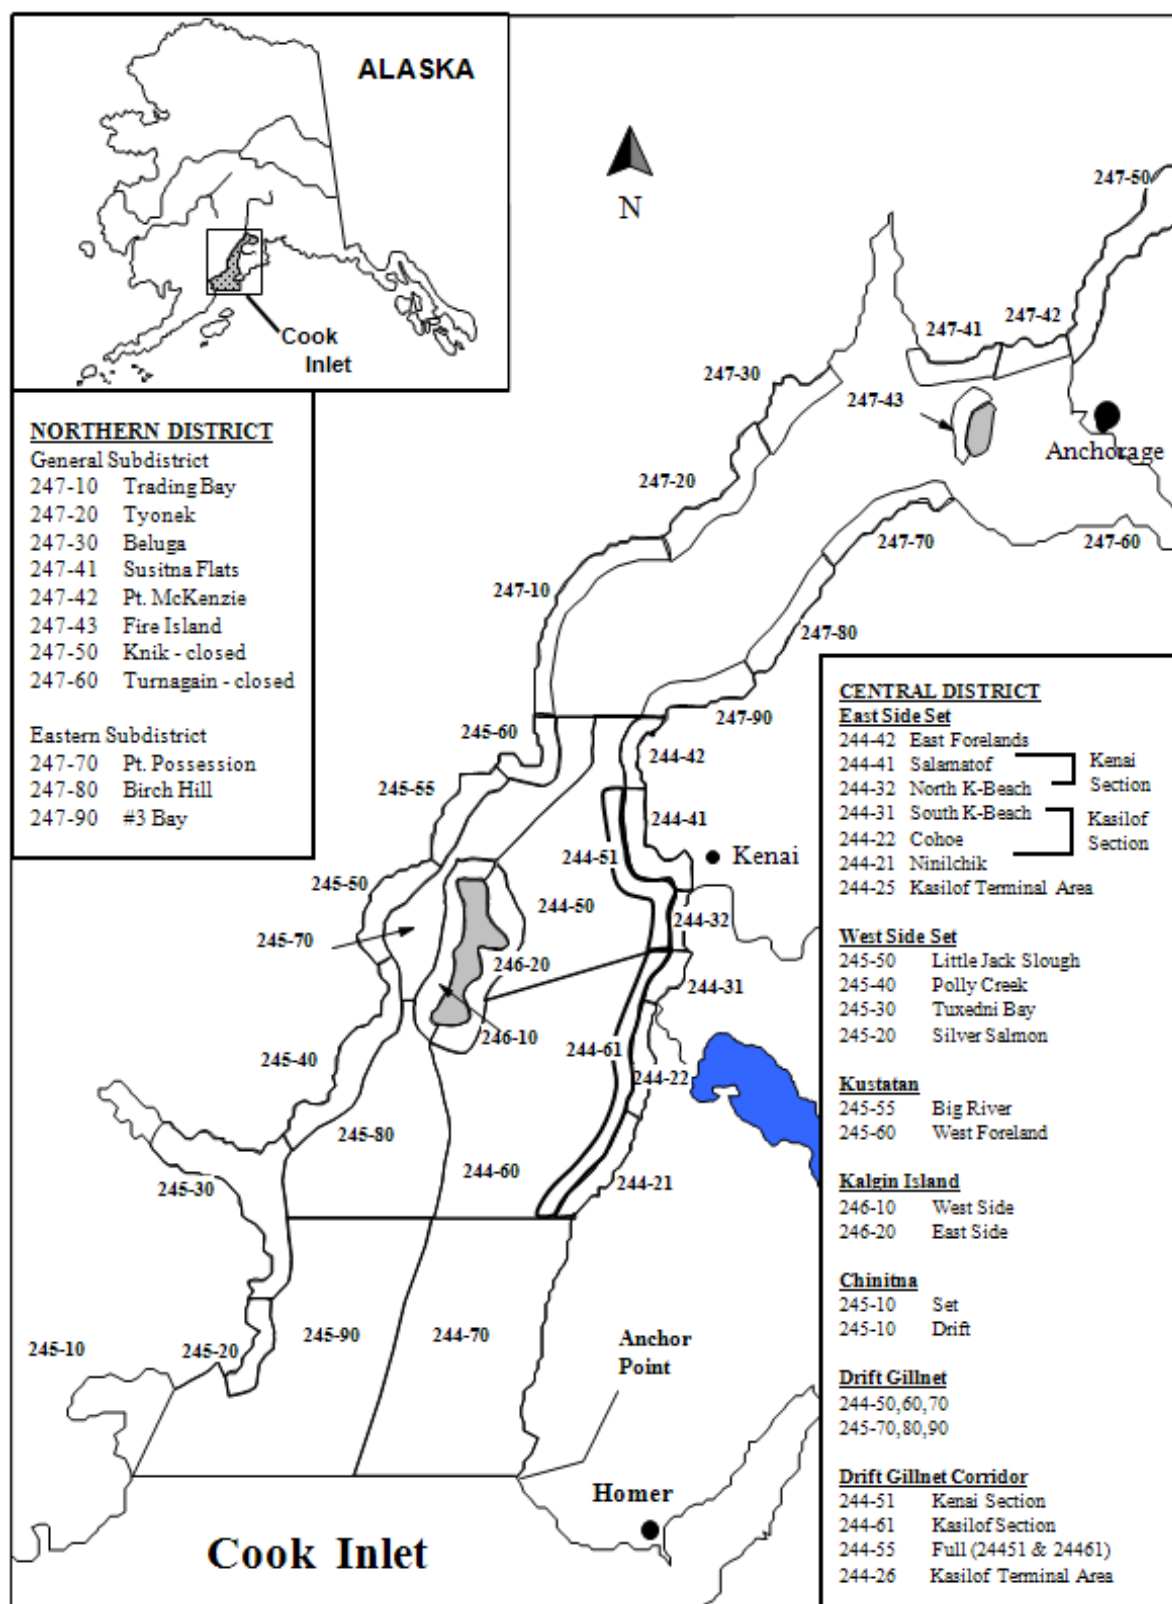 ALASKA
Cook
Inlet
N
NORTHERN DISTRICT
General Subdistrict
247-10 Trading Bay
247-20 Tyonek
247-30 Beluga
247-41 Susitna Flats
247-42 Pt. McKenzie
247-43 Fire Island
247-50 Knik - closed
247-60 Turnagain - closed
Eastern Subdistrict
247-70 Pt. Possession
247-80 Birch Hill
247-90 #3 Bay
247-50
247-42
247-41
247-30
247-43
Anchorage
247-20
247-70
247-60
247-10
247-80
247-90
245-60
244-42
245-55
244-41
Kenai
244-51
245-50
244-50
244-32
245-70
246-20
244-31
246-10
244-61
245-40
244-22
245-80
244-60
244-21
245-30
245-90
244-70
245-10
245-20
Anchor
Point
Homer
Cook Inlet
CENTRAL DISTRICT
East Side Set
244-42 East Forelands
244-41 Salamatof
244-32 North K-Beach
Kenai
Section
244-31 South K-Beach
244-22 Cohoe
244-21 Ninilchik
Kasilof
Section
244-25 Kasilof Terminal Area
West Side Set
245-50 Little Jack Slough
245-40 Polly Creek
245-30 Tuxedni Bay
245-20 Silver Salmon
Kustatan
245-55 Big River
245-60 West Foreland
Kalgin Island
246-10 West Side
246-20 East Side
Chinitna
245-10 Set
245-10 Drift
Drift Gillnet
244-50,60,70
245-70,80,90
Drift Gillnet Corridor
244-51 Kenai Section
244-61 Kasilof Section
244-55 Full (24451 & 24461)
244-26 Kasilof Terminal Area